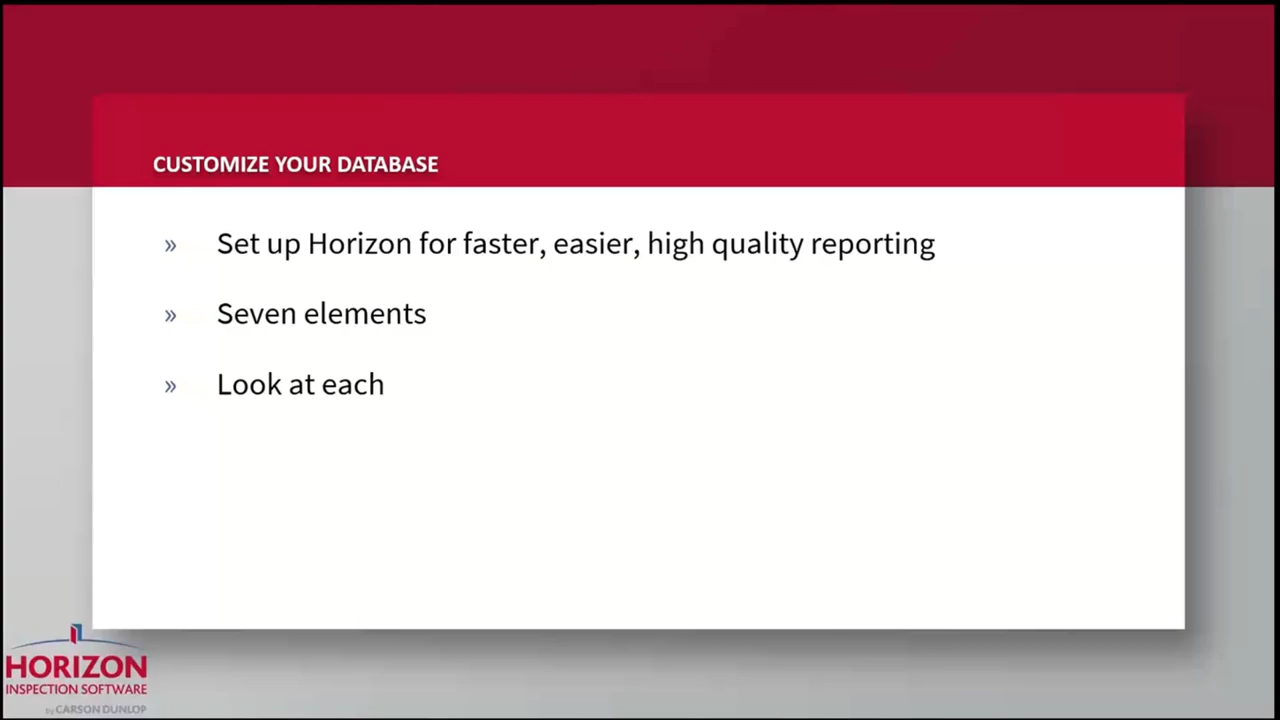 CUSTOMIZE YOUR DATABASE
» Set up Horizon for faster, easier, high quality reporting
» Seven elements
» Look at each
HORIZON
INSPECTION SOFTWARE
by CARSON DUNLOP